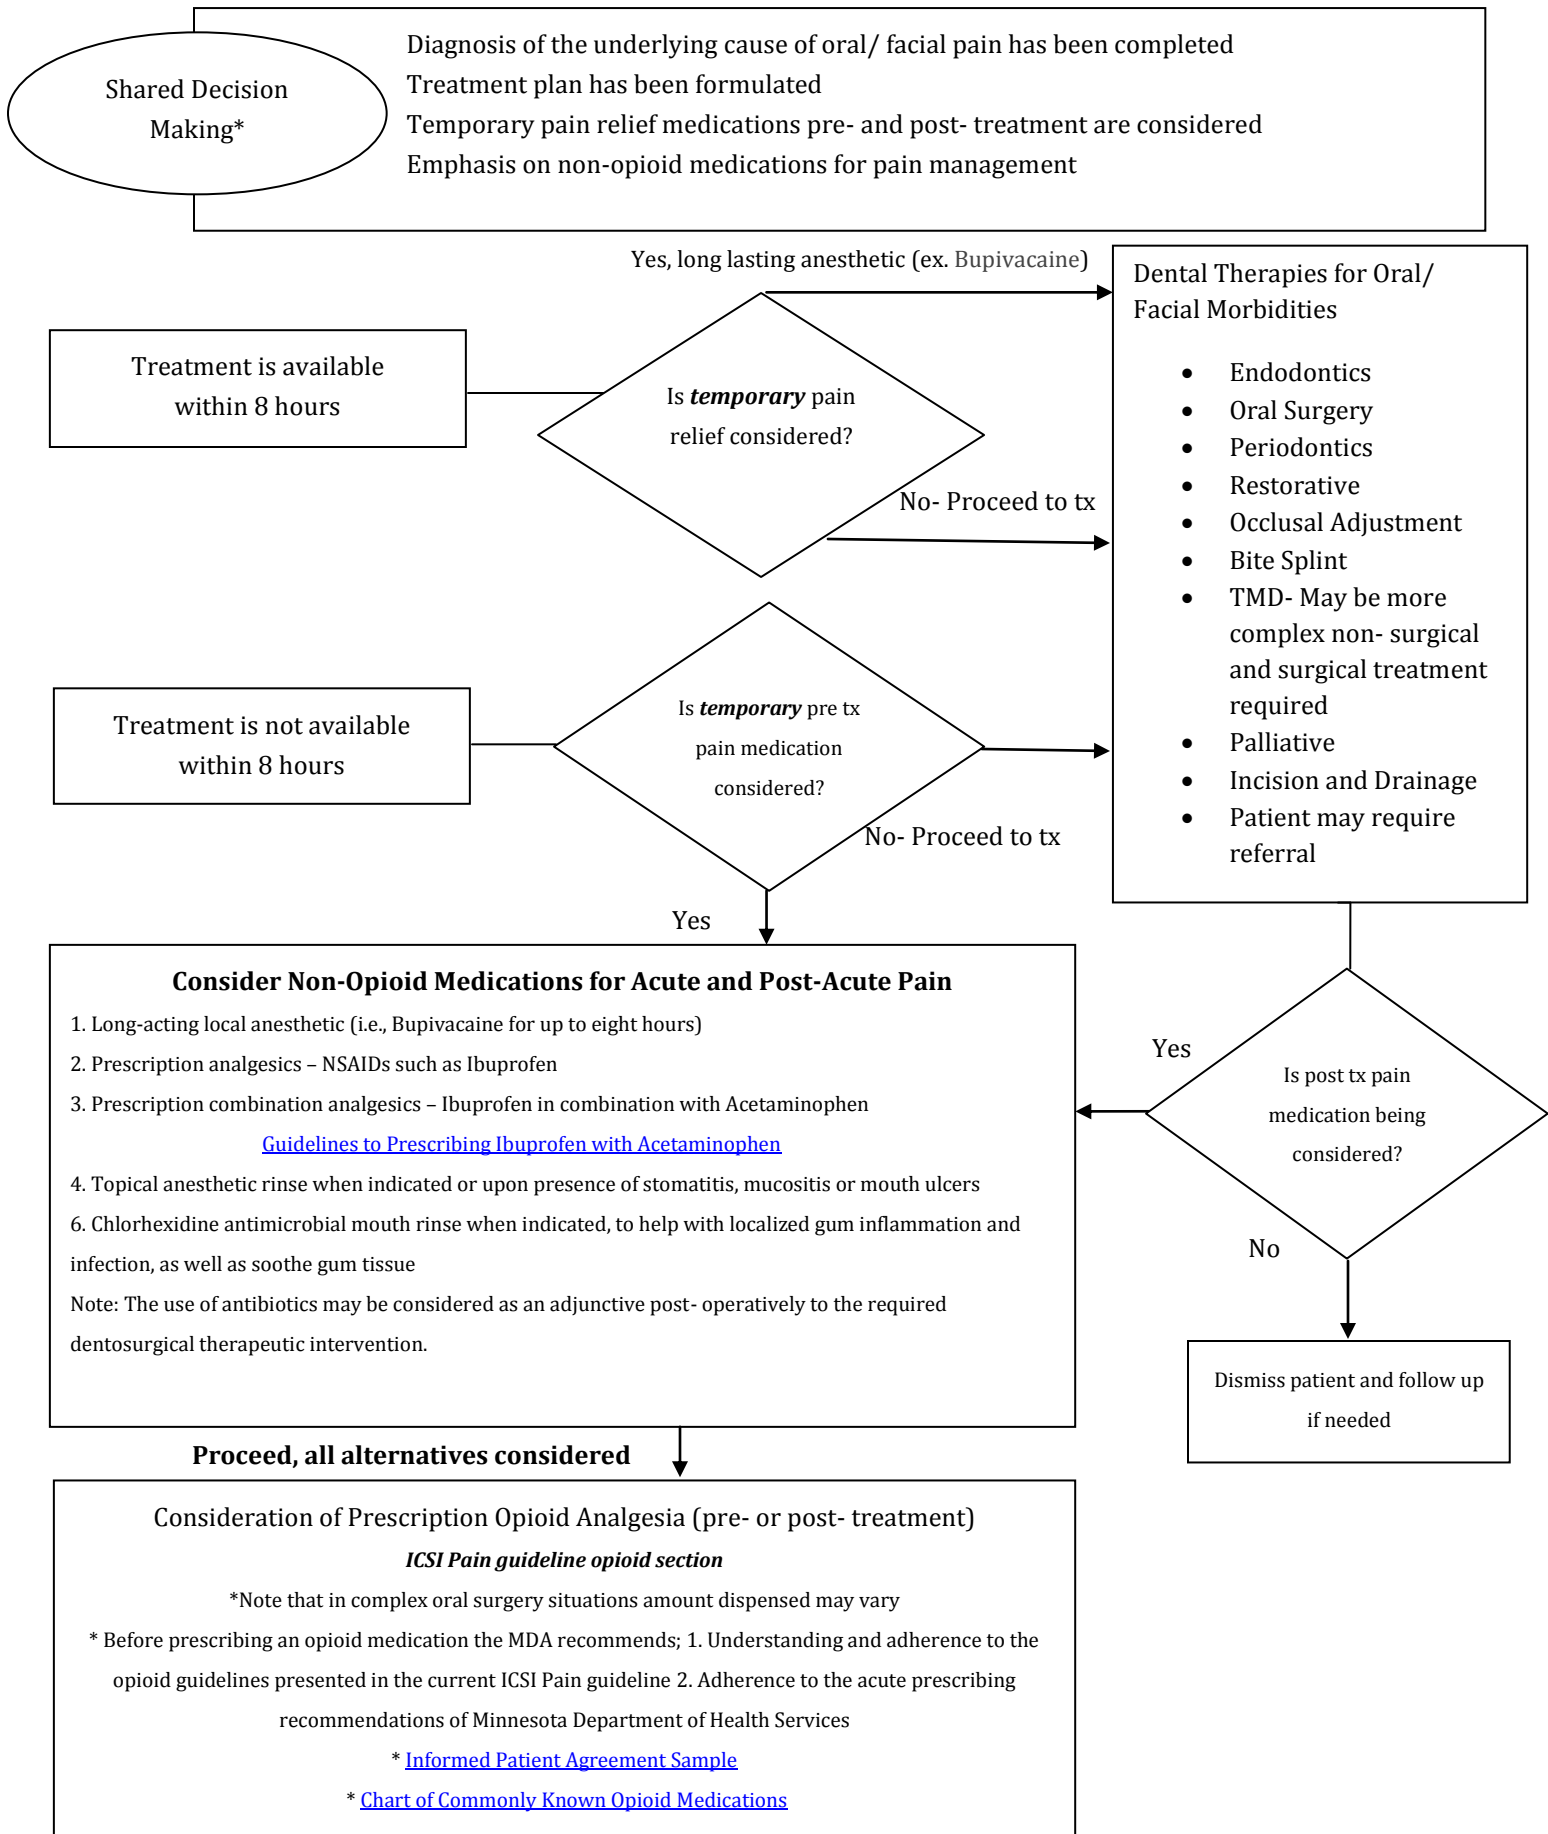 Shared Decision
Making*
Diagnosis of the underlying cause of oral/ facial pain has been completed
Treatment plan has been formulated
Temporary pain relief medications pre- and post- treatment are considered
Emphasis on non-opioid medications for pain management
Yes, long lasting anesthetic (ex. Bupivacaine)
Treatment is available
within 8 hours
Is temporary pain
relief considered?
No- Proceed to tx
Dental Therapies for Oral/
Facial Morbidities
• Endodontics
• Oral Surgery
• Periodontics
• Restorative
• Occlusal Adjustment
• Bite Splint
• TMD- May be more
complex non- surgical
and surgical treatment
required
• Palliative
• Incision and Drainage
• Patient may require
referral
Treatment is not available
within 8 hours
Is temporary pre tx
pain medication
considered?
No- Proceed to tx
Yes
Consider Non-Opioid Medications for Acute and Post-Acute Pain
1. Long-acting local anesthetic (i.e., Bupivacaine for up to eight hours)
2. Prescription analgesics – NSAIDs such as Ibuprofen
3. Prescription combination analgesics – Ibuprofen in combination with Acetaminophen
Guidelines to Prescribing Ibuprofen with Acetaminophen
4. Topical anesthetic rinse when indicated or upon presence of stomatitis, mucositis or mouth ulcers
6. Chlorhexidine antimicrobial mouth rinse when indicated, to help with localized gum inflammation and
infection, as well as soothe gum tissue
Note: The use of antibiotics may be considered as an adjunctive post- operatively to the required
dentosurgical therapeutic intervention.
Yes
Is post tx pain
medication being
considered?
No
Dismiss patient and follow up
if needed
Proceed, all alternatives considered
Consideration of Prescription Opioid Analgesia (pre- or post- treatment)
ICSI Pain guideline opioid section
*Note that in complex oral surgery situations amount dispensed may vary
* Before prescribing an opioid medication the MDA recommends; 1. Understanding and adherence to the
opioid guidelines presented in the current ICSI Pain guideline 2. Adherence to the acute prescribing
recommendations of Minnesota Department of Health Services
* Informed Patient Agreement Sample
* Chart of Commonly Known Opioid Medications